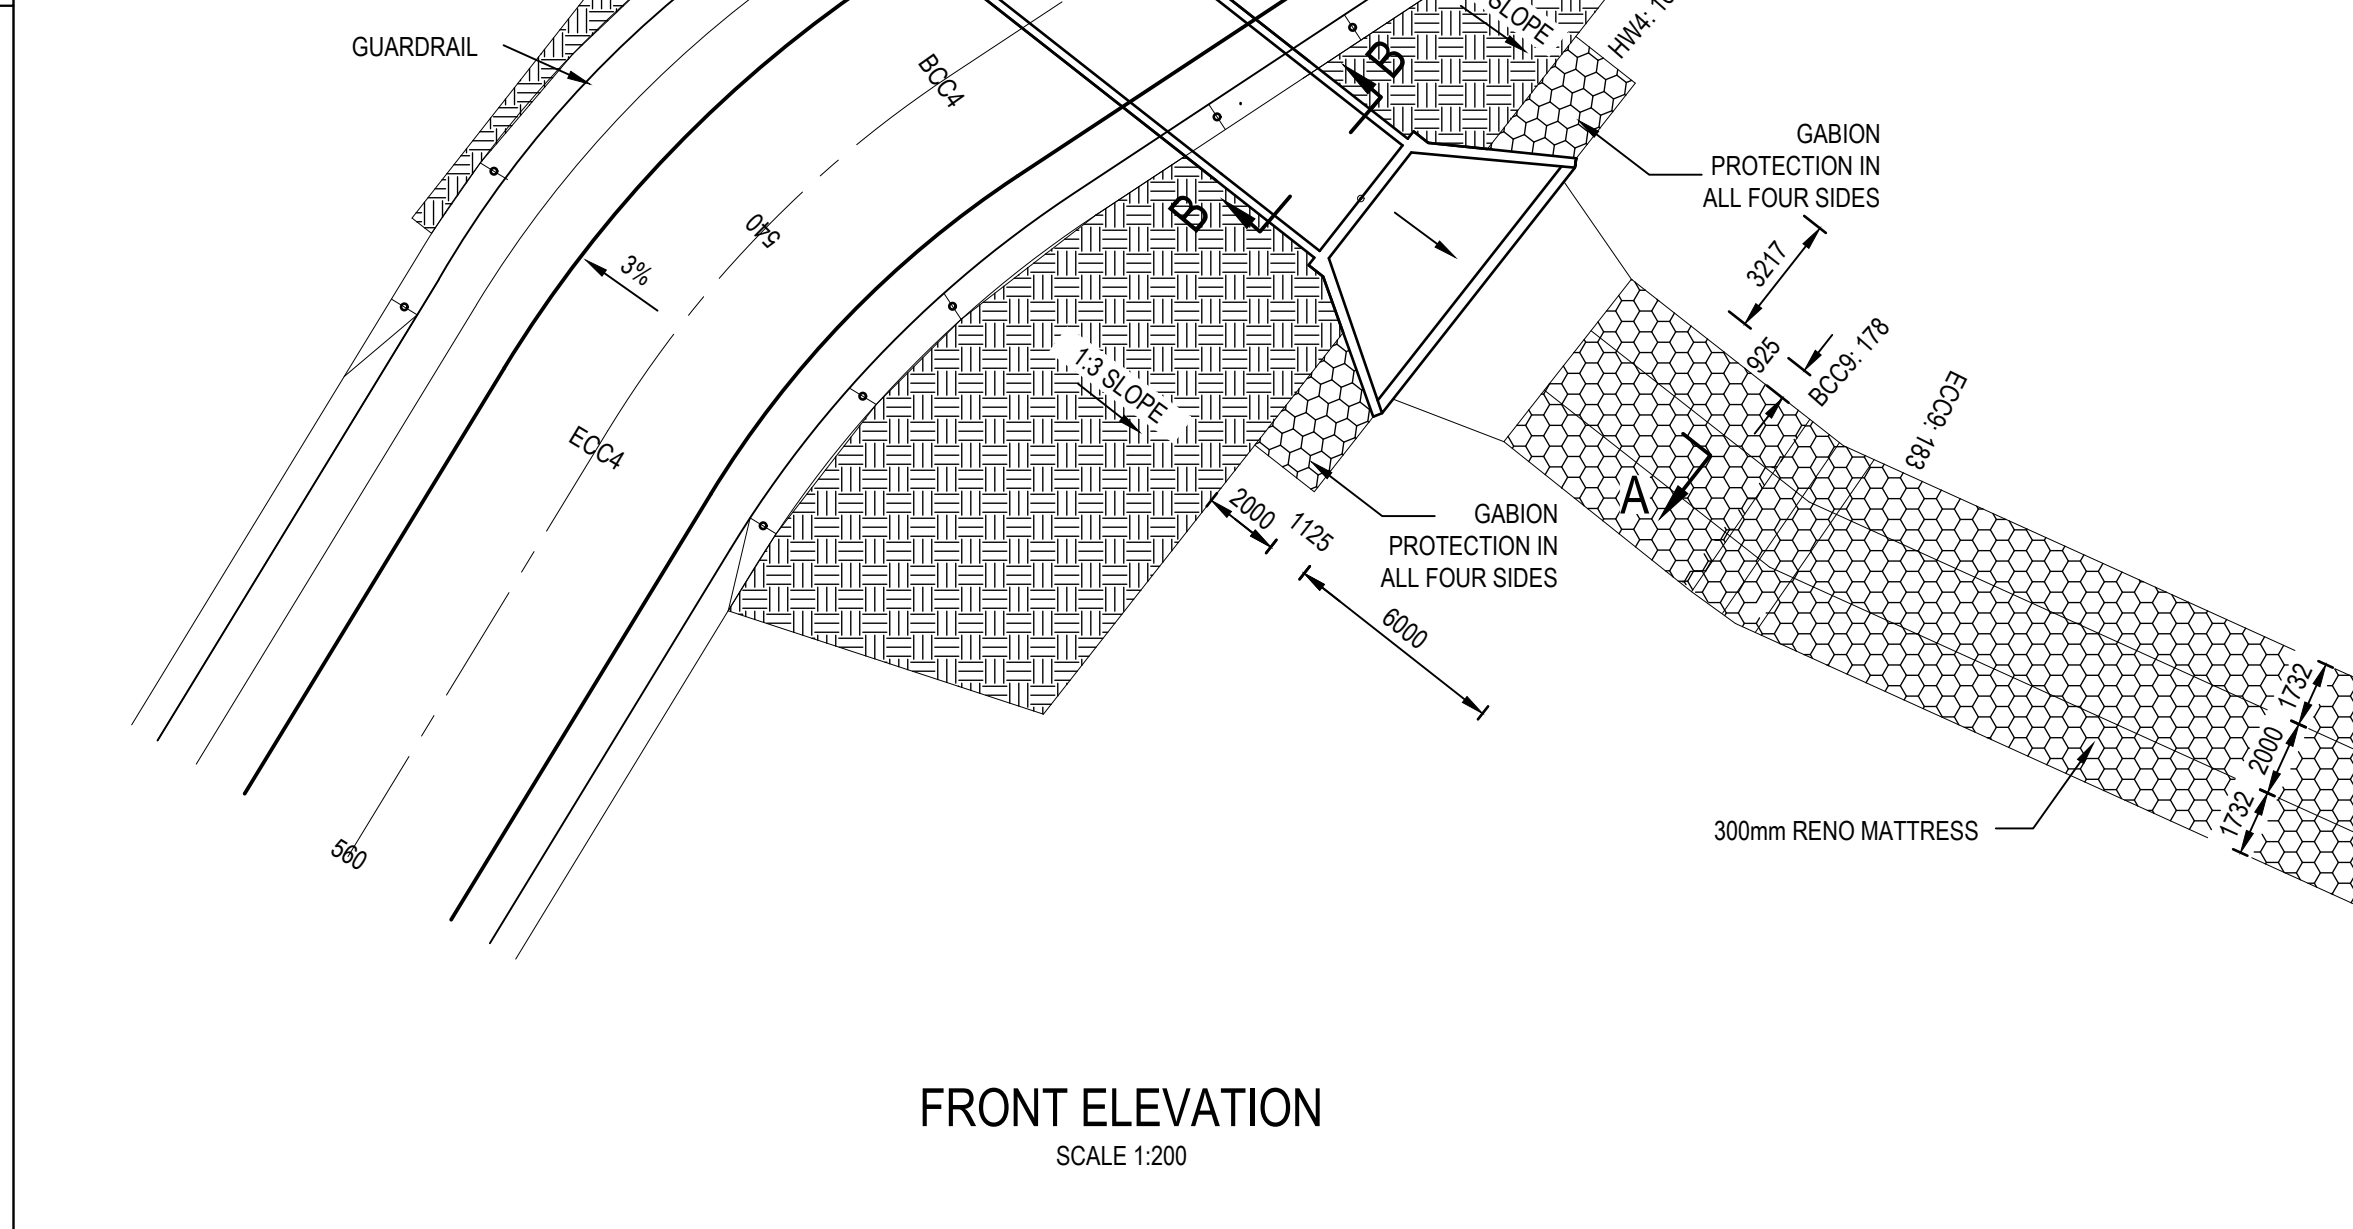 SLOPE
HW4:
GUARDRAIL
BCC4
B
GABION
PROTECTION IN
ALL FOUR SIDES
B
540
3%
3217
925
BCC9: 178
ECC9: 183
1:3 SLOPE
ECC4
A
2000
1125
GABION
PROTECTION IN
ALL FOUR SIDES
6000
1732
2000
1732
300mm RENO MATTRESS
560
FRONT ELEVATION
SCALE 1:200